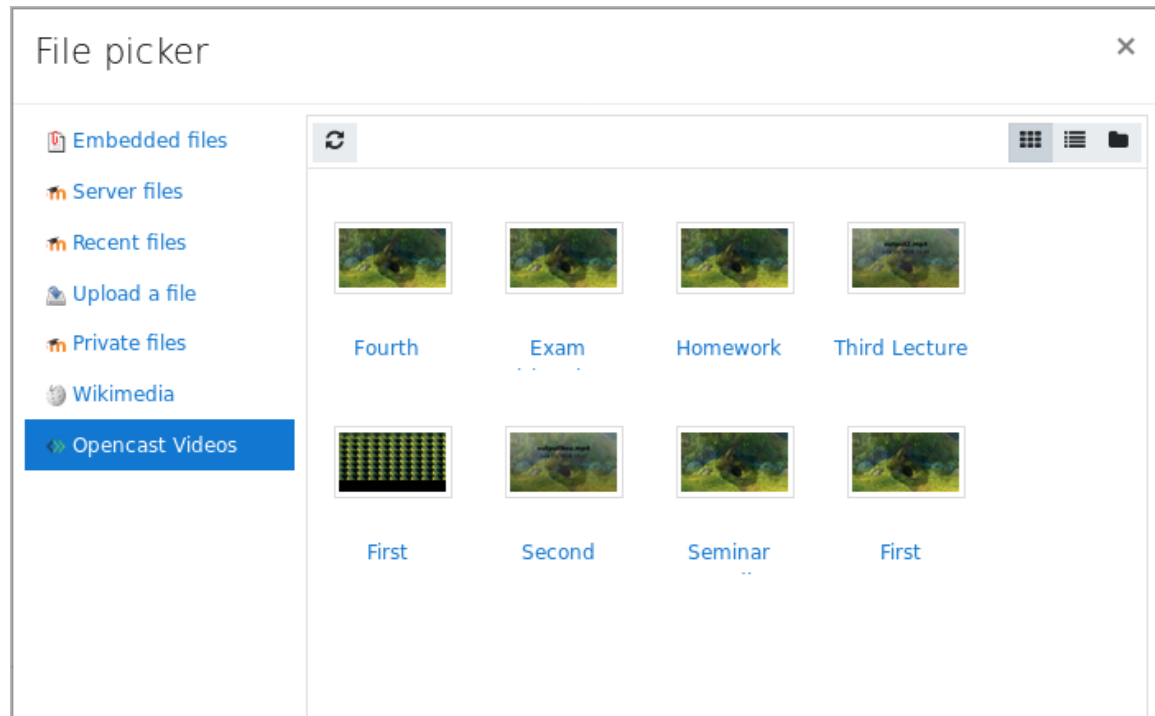 File picker
Embedded files
Server files
Recent files
Upload a file
Private files
Wikimedia
Opencast Videos
Fourth
Exam
Homework
Third Lecture
First
Second
Seminar
First